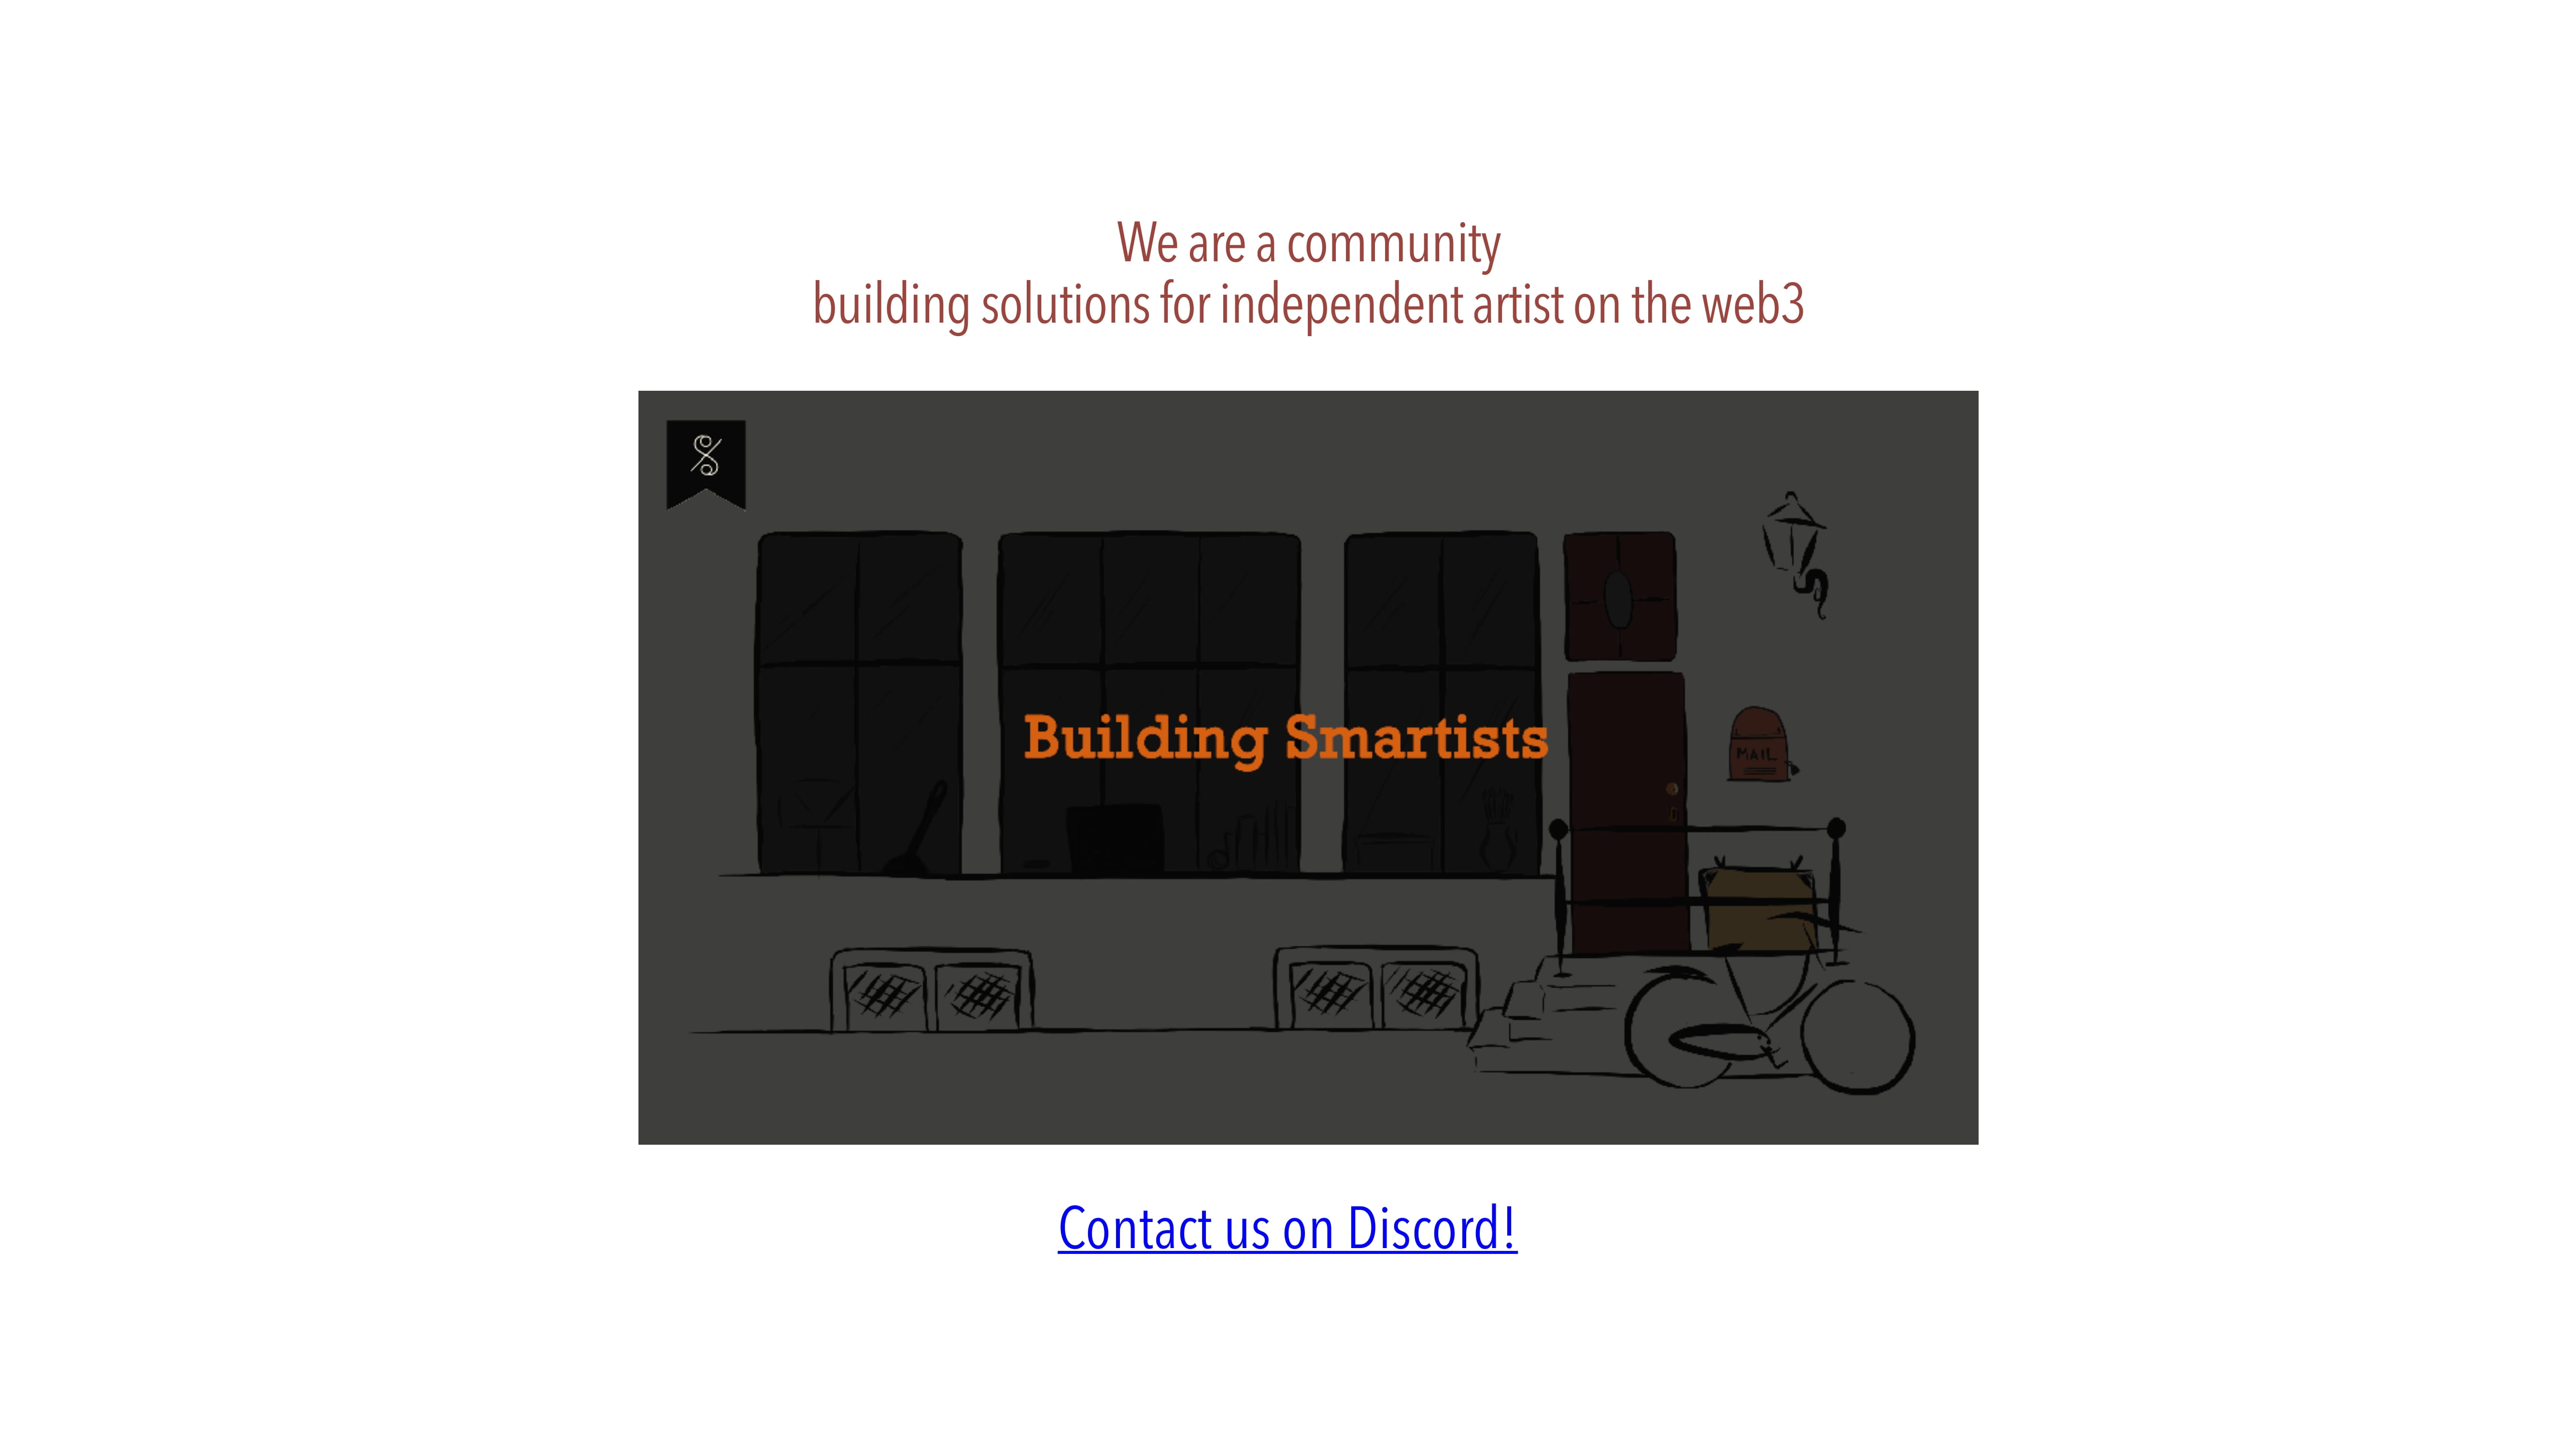 We are a community
building solutions for independent artist on the web3
Building Smartists
MAIL
Contact us on Discord!